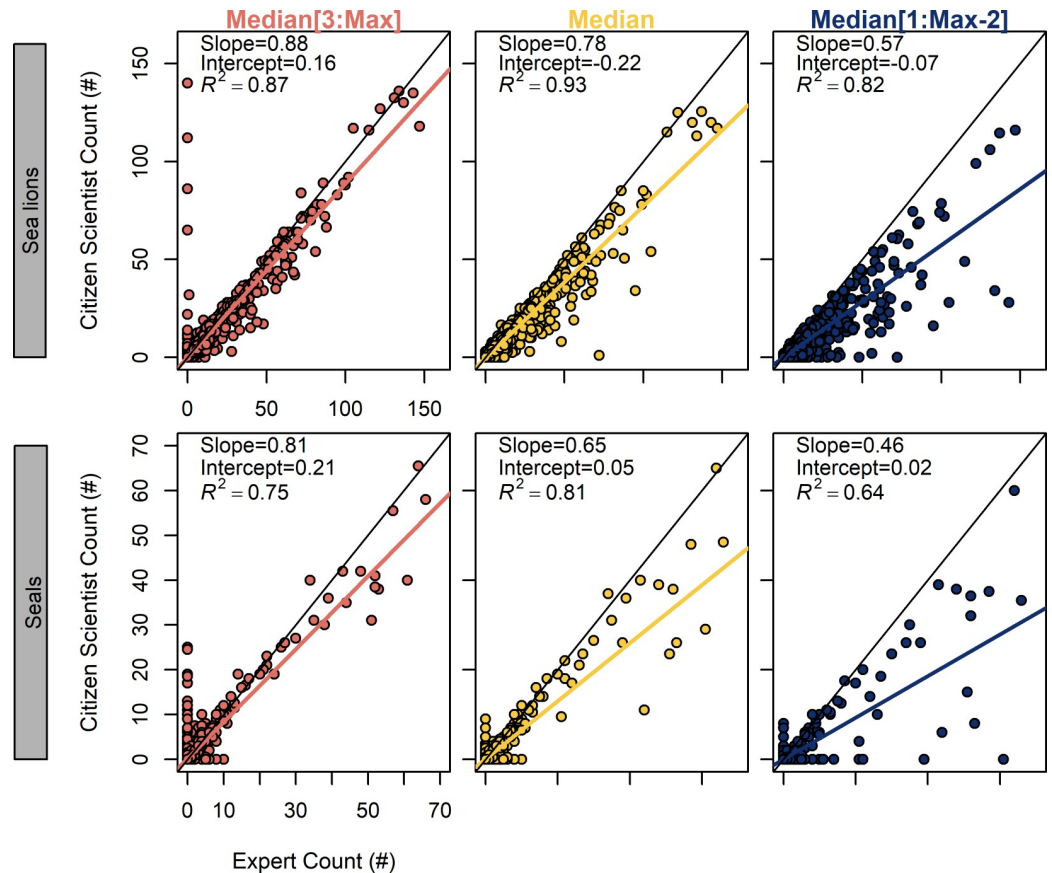 Median[3:Max]
Median
Median[1:Max-2]
Sea lions
Citizen Scientist Count (#)
150
100
50
0
Slope=0.88
Intercept=0.16
R² = 0.87
Slope=0.78
Intercept=-0.22
R² = 0.93
Slope=0.57
Intercept=-0.07
R² = 0.82
0 50 100 150
Seals
Citizen Scientist Count (#)
70
60
50
40
30
20
10
0
Slope=0.81
Intercept=0.21
R² = 0.75
Slope=0.65
Intercept=0.05
R² = 0.81
Slope=0.46
Intercept=0.02
R² = 0.64
0 10 30 50 70
Expert Count (#)